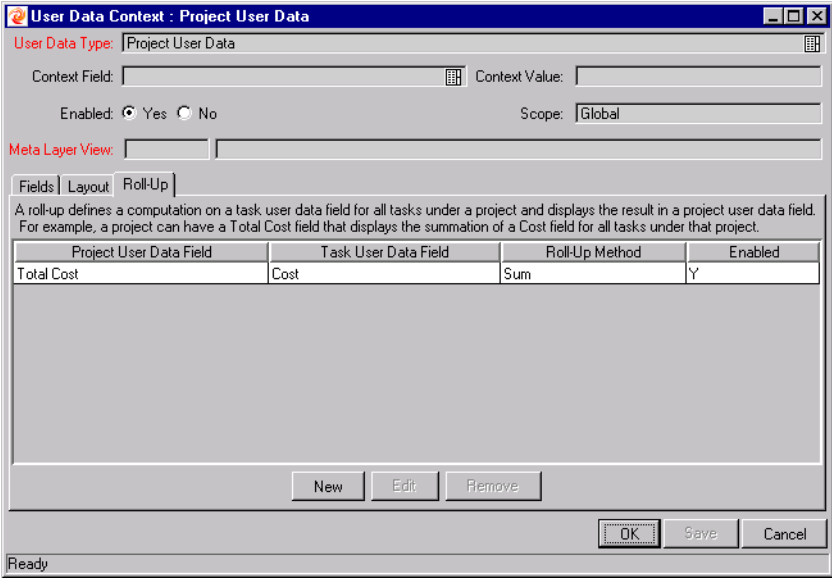 User Data Context : Project User Data
User Data Type: Project User Data
Context Field: Context Value:
Enabled: Yes No Scope: Global
Meta Layer View:
Fields Layout Roll-Up
A roll-up defines a computation on a task user data field for all tasks under a project and displays the result in a project user data field.
For example, a project can have a Total Cost field that displays the summation of a Cost field for all tasks under that project.
Project User Data Field Task User Data Field Roll-Up Method Enabled
Total Cost Cost Sum Y
New Edit Remove
OK Save Cancel
Ready